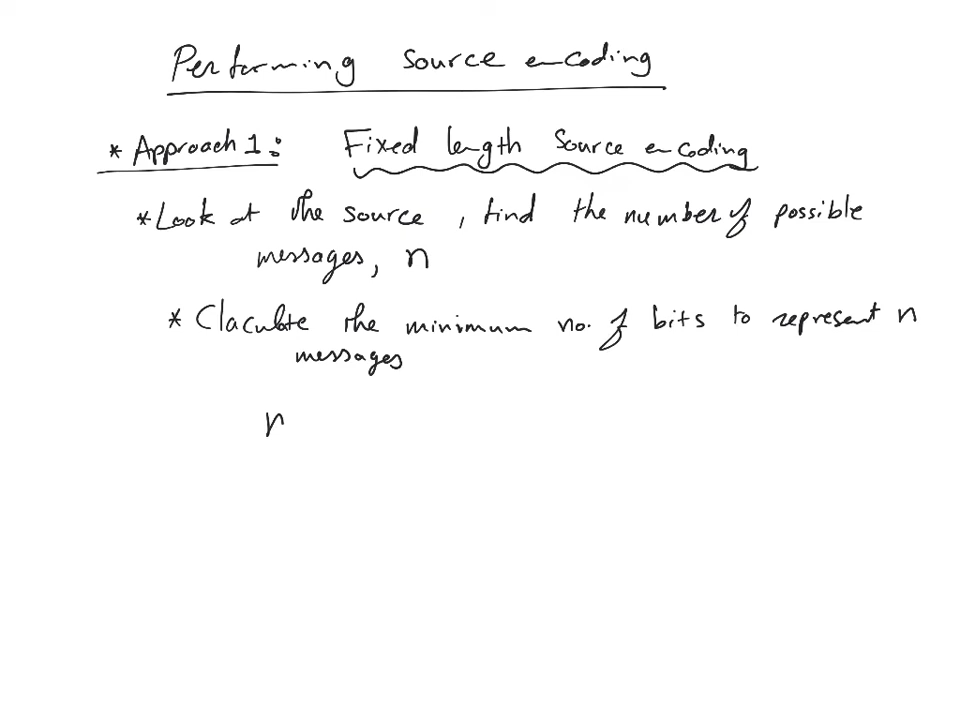 Performing source encoding
* Approach 1: Fixed length Source encoding
* Look at the source, find the number of possible
messages, n
* Claculate the minimum no. of bits to represent n
messages
n